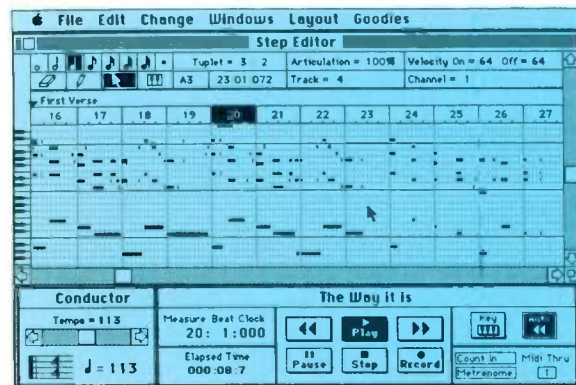 File Edit Change Windows Layout Goodies
Step Editor
Tuplet = 3 2 Articulation = 100% Velocity On = 64 Off = 64
A3 23:01:072 Track = 4 Channel = 1
First Verse
16 17 18 19 20 21 22 23 24 25 26 27
Conductor
The Way it is
Tempo = 113
Measure Beat Clock
20: 1:000
Play
Key
Auto
♩ = 113
Elapsed Time
000:08:7
Pause Stop Record
Count In Midi Thru
Metronome 1